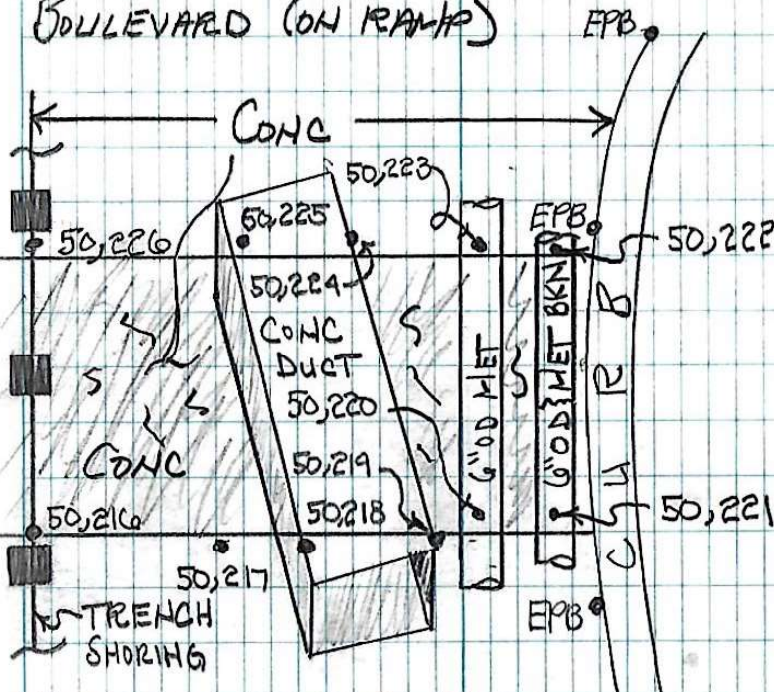 BOULEVARD (ON RAMP)
EPB
CONC
50,223
50,225
EPB
50,226
50,222
50,224
CONC
DUCT
6"OD MET
6"OD MET BKN
CURB
50,220
CONC
50,219
50,216
50,218
50,221
50,217
TRENCH
SHORING
EPB